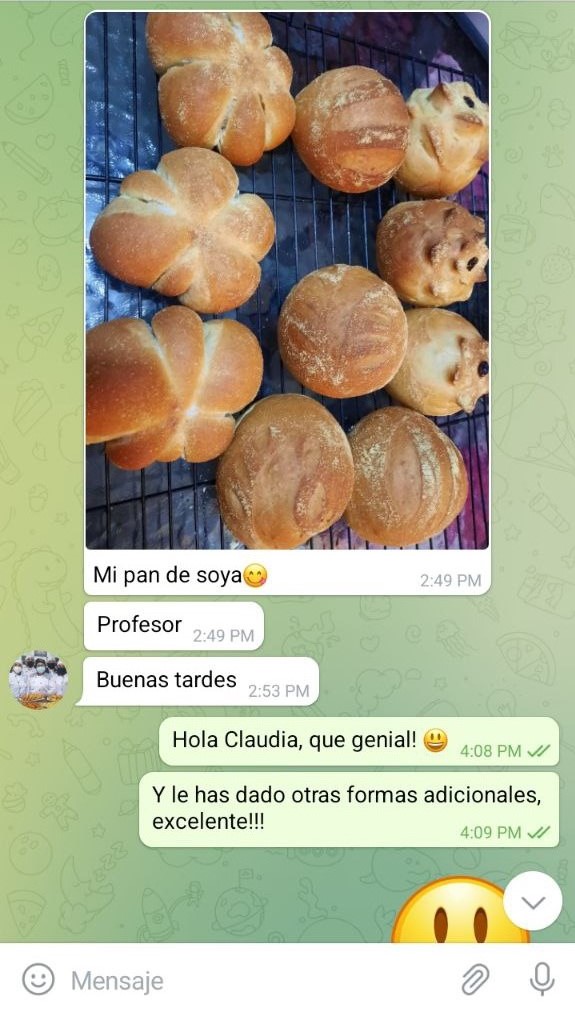 Mi pan de soya😋
2:49 PM
Profesor
2:49 PM
Buenas tardes
2:53 PM
Hola Claudia, que genial! 😃
4:08 PM
Y le has dado otras formas adicionales,
excelente!!!
4:09 PM
Mensaje